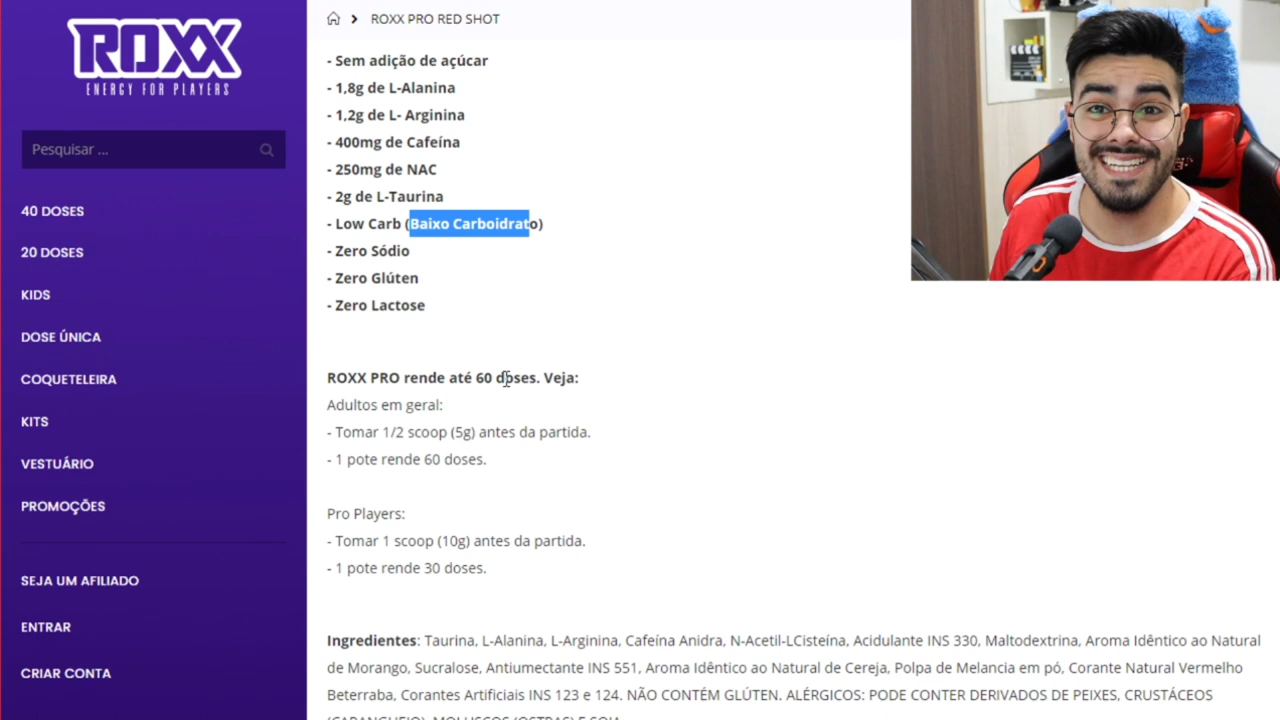 ROXX
ENERGY FOR PLAYERS
Pesquisar ...
40 DOSES
20 DOSES
KIDS
DOSE ÚNICA
COQUETELEIRA
KITS
VESTUÁRIO
PROMOÇÕES
SEJA UM AFILIADO
ENTRAR
CRIAR CONTA
ROXX PRO RED SHOT
- Sem adição de açúcar
- 1,8g de L-Alanina
- 1,2g de L- Arginina
- 400mg de Cafeína
- 250mg de NAC
- 2g de L-Taurina
- Low Carb (Baixo Carboidrato)
- Zero Sódio
- Zero Glúten
- Zero Lactose
ROXX PRO rende até 60 doses. Veja:
Adultos em geral:
- Tomar 1/2 scoop (5g) antes da partida.
- 1 pote rende 60 doses.
Pro Players:
- Tomar 1 scoop (10g) antes da partida.
- 1 pote rende 30 doses.
Ingredientes: Taurina, L-Alanina, L-Arginina, Cafeína Anidra, N-Acetil-LCisteína, Acidulante INS 330, Maltodextrina, Aroma Idêntico ao Natural
de Morango, Sucralose, Antiumectante INS 551, Aroma Idêntico ao Natural de Cereja, Polpa de Melancia em pó, Corante Natural Vermelho
Beterraba, Corantes Artificiais INS 123 e 124. NÃO CONTÉM GLÚTEN. ALÉRGICOS: PODE CONTER DERIVADOS DE PEIXES, CRUSTÁCEOS
(CARANGUEJO), MOLUSCOS (OSTRAS) E SOJA